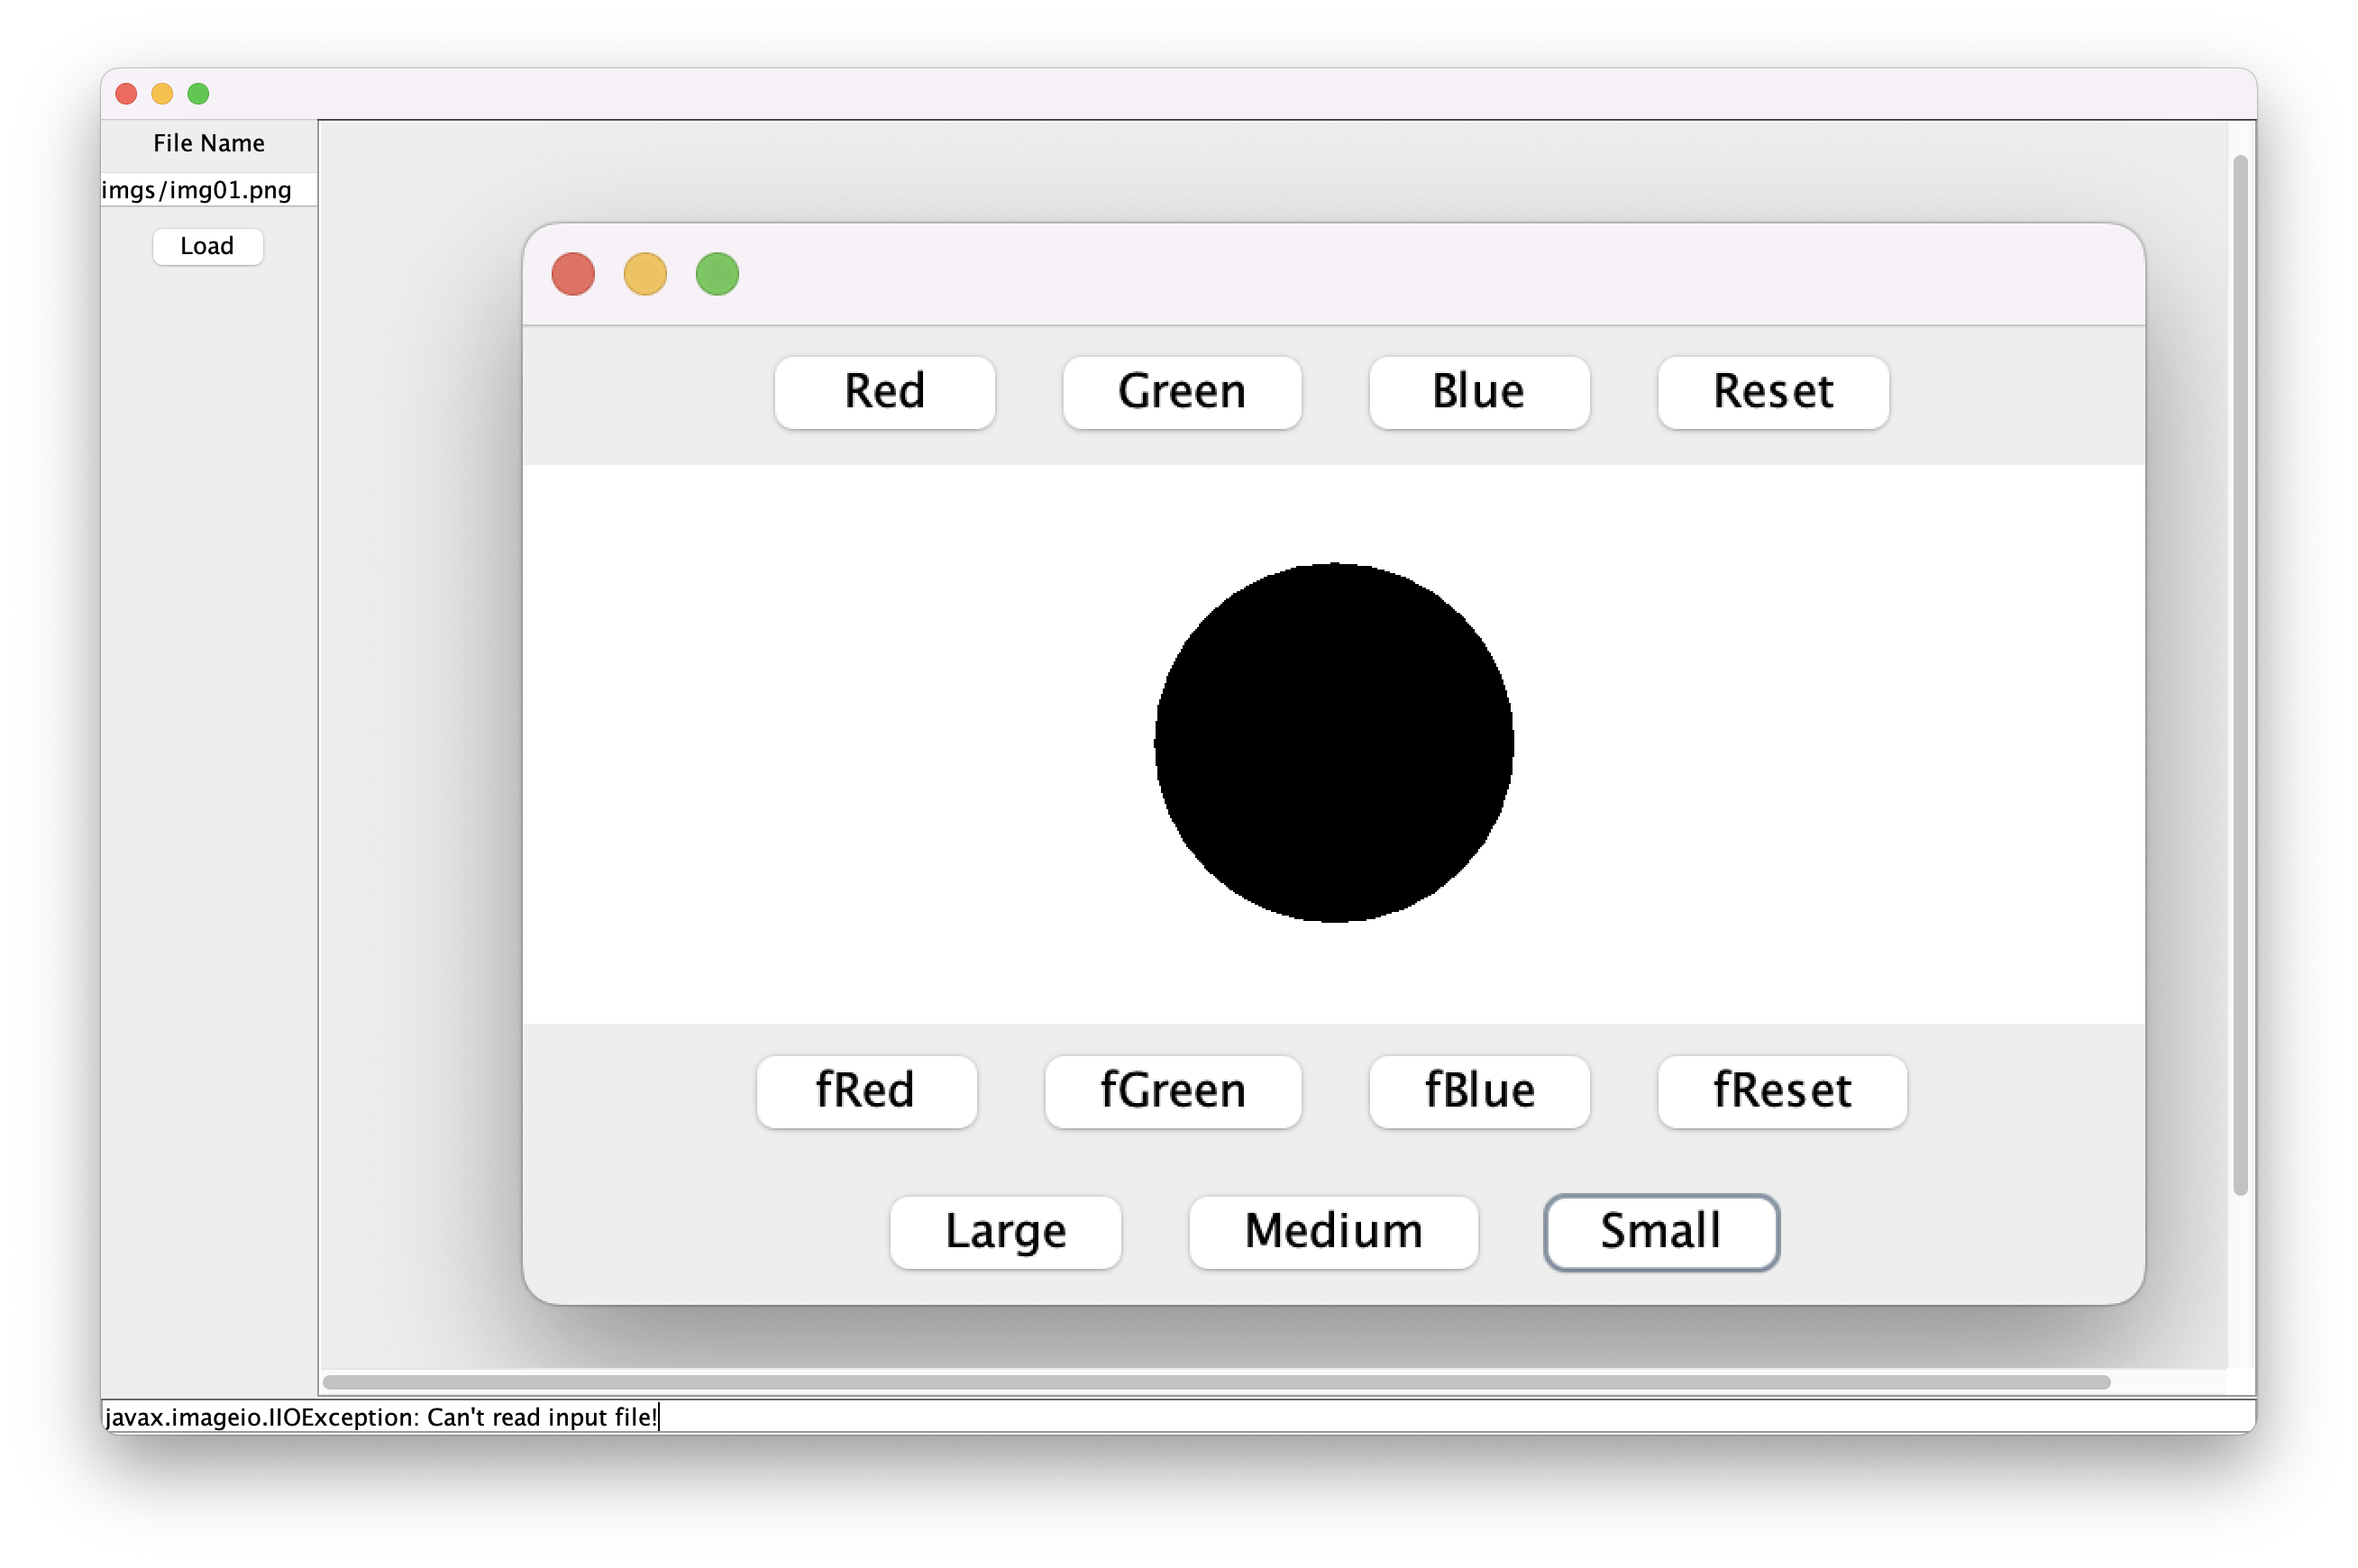 File Name
imgs/img01.png
Load
Red Green Blue Reset
fRed fGreen fBlue fReset
Large Medium Small
javax.imageio.IIOException: Can't read input file!